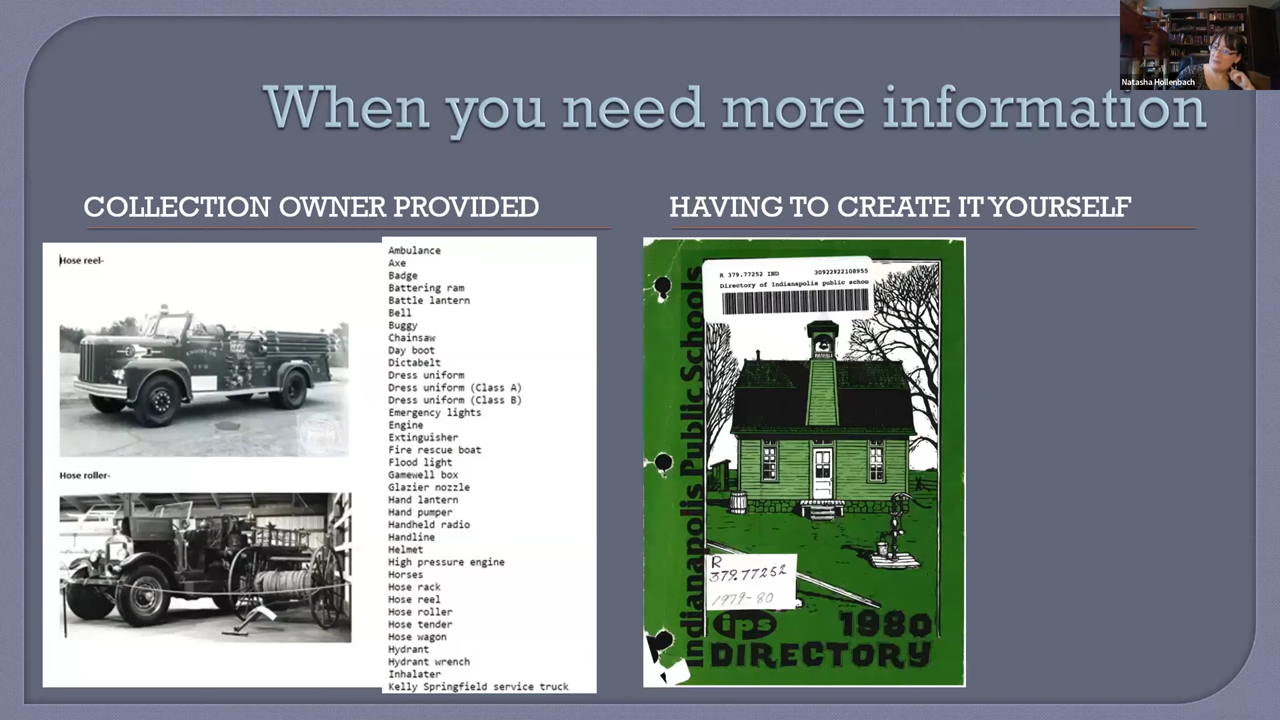 Natasha Hollenbach
When you need more information
COLLECTION OWNER PROVIDED
Hose reel-
Hose roller-
Ambulance
Axe
Badge
Battering ram
Battle lantern
Bell
Buggy
Chainsaw
Day boot
Dictabelt
Dress uniform
Dress uniform (Class A)
Dress uniform (Class B)
Emergency lights
Engine
Extinguisher
Fire rescue boat
Flood light
Gamewell box
Glazier nozzle
Hand lantern
Hand pumper
Handheld radio
Handline
Helmet
High pressure engine
Horses
Hose rack
Hose reel
Hose roller
Hose tender
Hose wagon
Hydrant
Hydrant wrench
Inhalater
Kelly Springfield service truck
HAVING TO CREATE IT YOURSELF
R 379.77252 IND 30922922108955
Directory of Indianapolis public schoo
Indianapolis Public Schools
R
379.77252
1979-80
ips 1980
DIRECTORY